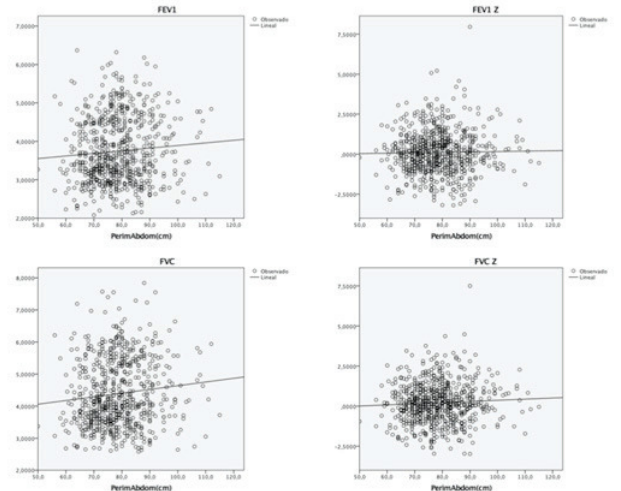 FEV1
7,0000
6,0000
5,0000
4,0000
3,0000
2,0000
50,0 60,0 70,0 80,0 90,0 100,0 110,0 120,0
PerimAbdom(cm)
Observado
Lineal
FEV1 Z
7,5000
5,0000
2,5000
,0000
-2,5000
50,0 60,0 70,0 80,0 90,0 100,0 110,0 120,0
PerimAbdom(cm)
Observado
Lineal
FVC
8,0000
7,0000
6,0000
5,0000
4,0000
3,0000
2,0000
50,0 60,0 70,0 80,0 90,0 100,0 110,0 120,0
PerimAbdom(cm)
Observado
Lineal
FVC Z
7,5000
5,0000
2,5000
,0000
-2,5000
50,0 60,0 70,0 80,0 90,0 100,0 110,0 120,0
PerimAbdom(cm)
Observado
Lineal